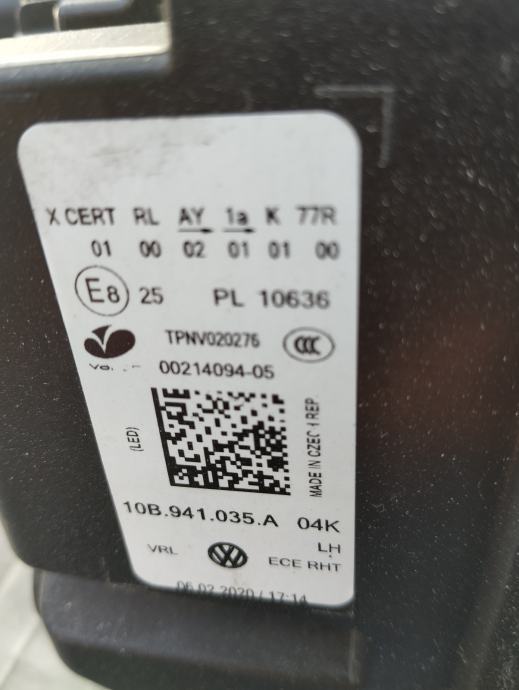 X CERT RL AY 1a K 77R
01 00 02 01 01 00
E8 25 PL 10636
TPNV020276 CCC
00214094-05
(LED)
MADE IN CZECH REP.
10B.941.035.A 04K
VRL LH
ECE RHT
06.02.2020 / 17:14